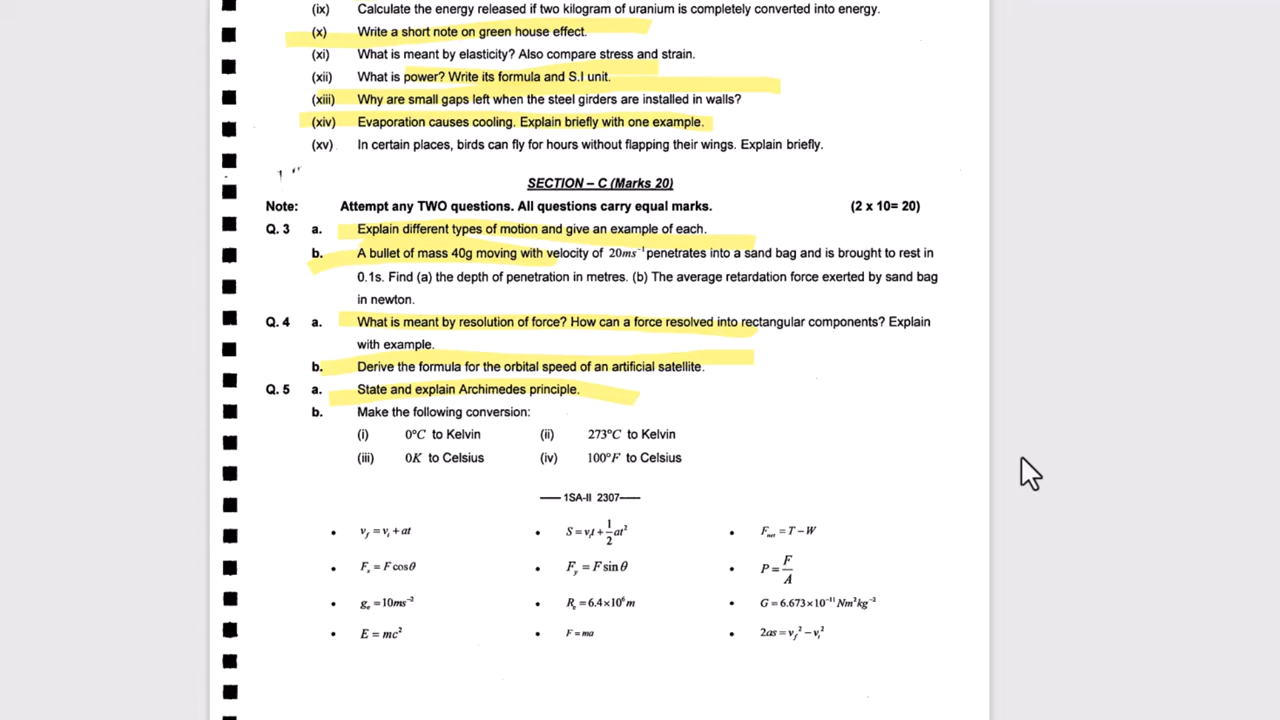 (ix) Calculate the energy released if two kilogram of uranium is completely converted into energy.
(x) Write a short note on green house effect.
(xi) What is meant by elasticity? Also compare stress and strain.
(xii) What is power? Write its formula and S.I unit.
(xiii) Why are small gaps left when the steel girders are installed in walls?
(xiv) Evaporation causes cooling. Explain briefly with one example.
(xv) In certain places, birds can fly for hours without flapping their wings. Explain briefly.
SECTION – C (Marks 20)
Note: Attempt any TWO questions. All questions carry equal marks. (2 x 10= 20)
Q. 3 a. Explain different types of motion and give an example of each.
b. A bullet of mass 40g moving with velocity of 20ms⁻¹ penetrates into a sand bag and is brought to rest in
0.1s. Find (a) the depth of penetration in metres. (b) The average retardation force exerted by sand bag
in newton.
Q. 4 a. What is meant by resolution of force? How can a force resolved into rectangular components? Explain
with example.
b. Derive the formula for the orbital speed of an artificial satellite.
Q. 5 a. State and explain Archimedes principle.
b. Make the following conversion:
(i) 0°C to Kelvin (ii) 273°C to Kelvin
(iii) 0K to Celsius (iv) 100°F to Celsius
—— 1SA-II 2307——
• v_f = v_i + at • S = v_i t + 1/2 at² • F_net = T − W
• F_x = F cosθ • F_y = F sinθ • P = F/A
• g_e = 10ms⁻² • R_e = 6.4×10⁶ m • G = 6.673×10⁻¹¹ Nm²kg⁻²
• E = mc² • F = ma • 2as = v_f² − v_i²